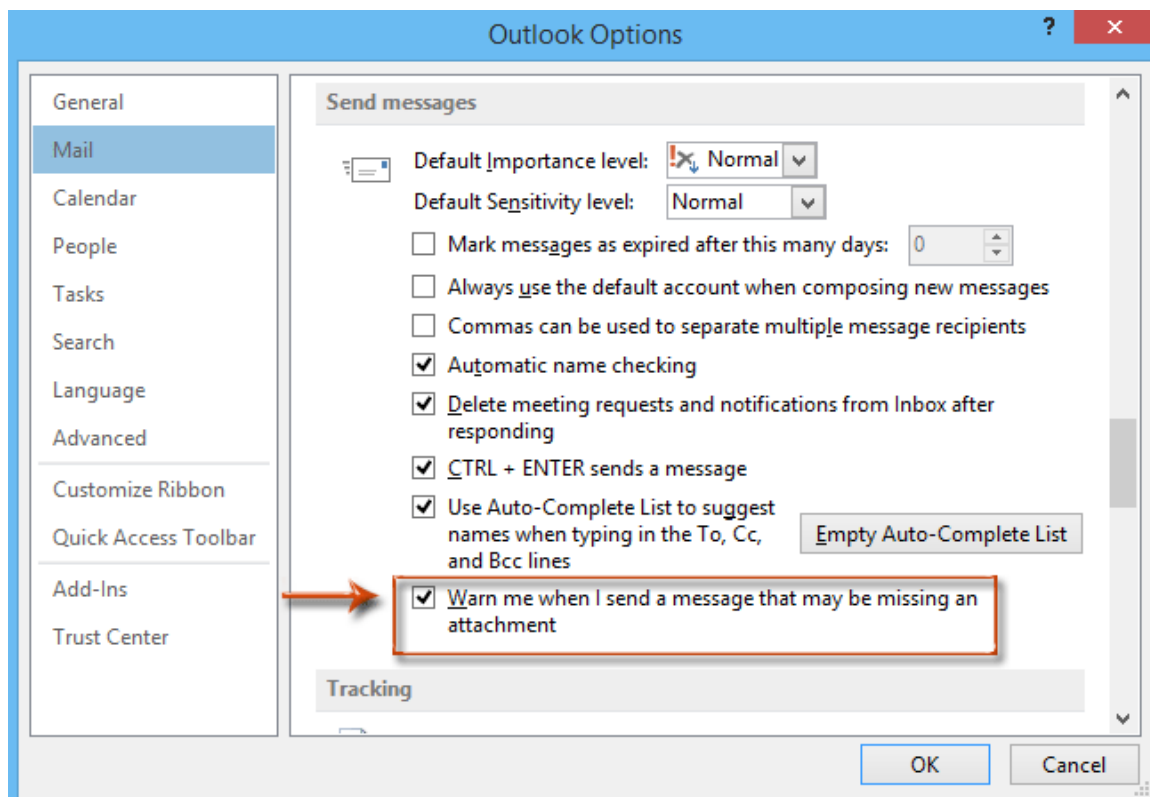 Outlook Options
?
General
Mail
Calendar
People
Tasks
Search
Language
Advanced
Customize Ribbon
Quick Access Toolbar
Add-Ins
Trust Center
Send messages
Default Importance level: Normal
Default Sensitivity level: Normal
Mark messages as expired after this many days: 0
Always use the default account when composing new messages
Commas can be used to separate multiple message recipients
Automatic name checking
Delete meeting requests and notifications from Inbox after
responding
CTRL + ENTER sends a message
Use Auto-Complete List to suggest
names when typing in the To, Cc,
and Bcc lines
Empty Auto-Complete List
Warn me when I send a message that may be missing an
attachment
Tracking
OK
Cancel